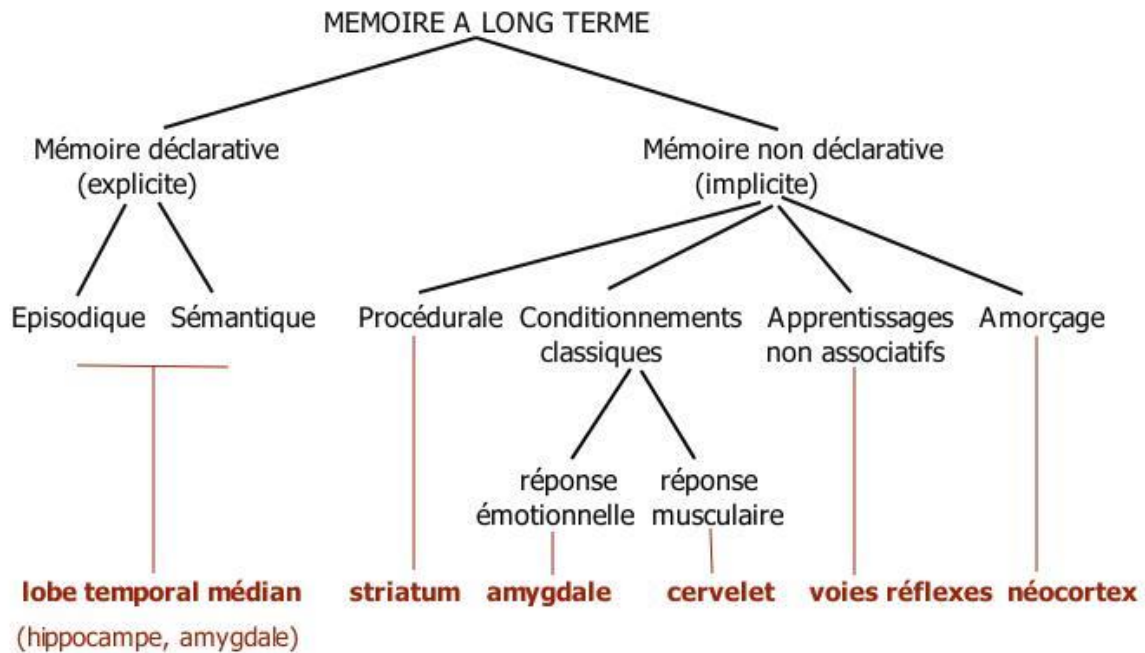 MEMOIRE A LONG TERME
Mémoire déclarative
(explicite)
Mémoire non déclarative
(implicite)
Episodique
Sémantique
Procédurale
Conditionnements
classiques
Apprentissages
non associatifs
Amorçage
réponse
émotionnelle
réponse
musculaire
lobe temporal médian
(hippocampe, amygdale)
striatum
amygdale
cervelet
voies réflexes
néocortex